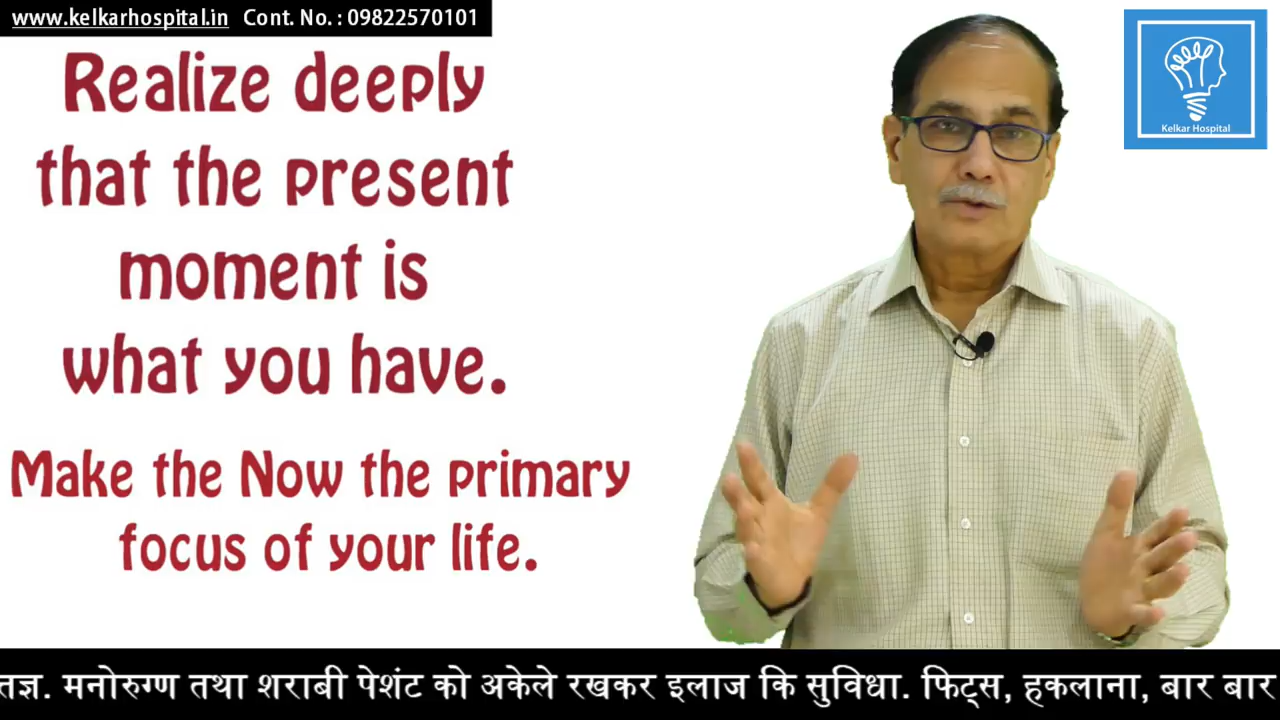 www.kelkarhospital.in Cont. No. : 09822570101
Realize deeply
that the present
moment is
what you have.
Make the Now the primary
focus of your life.
Kelkar Hospital
तज्ञ. मनोरुग्ण तथा शराबी पेशंट को अकेले रखकर इलाज कि सुविधा. फिट्स, हकलाना, बार बार